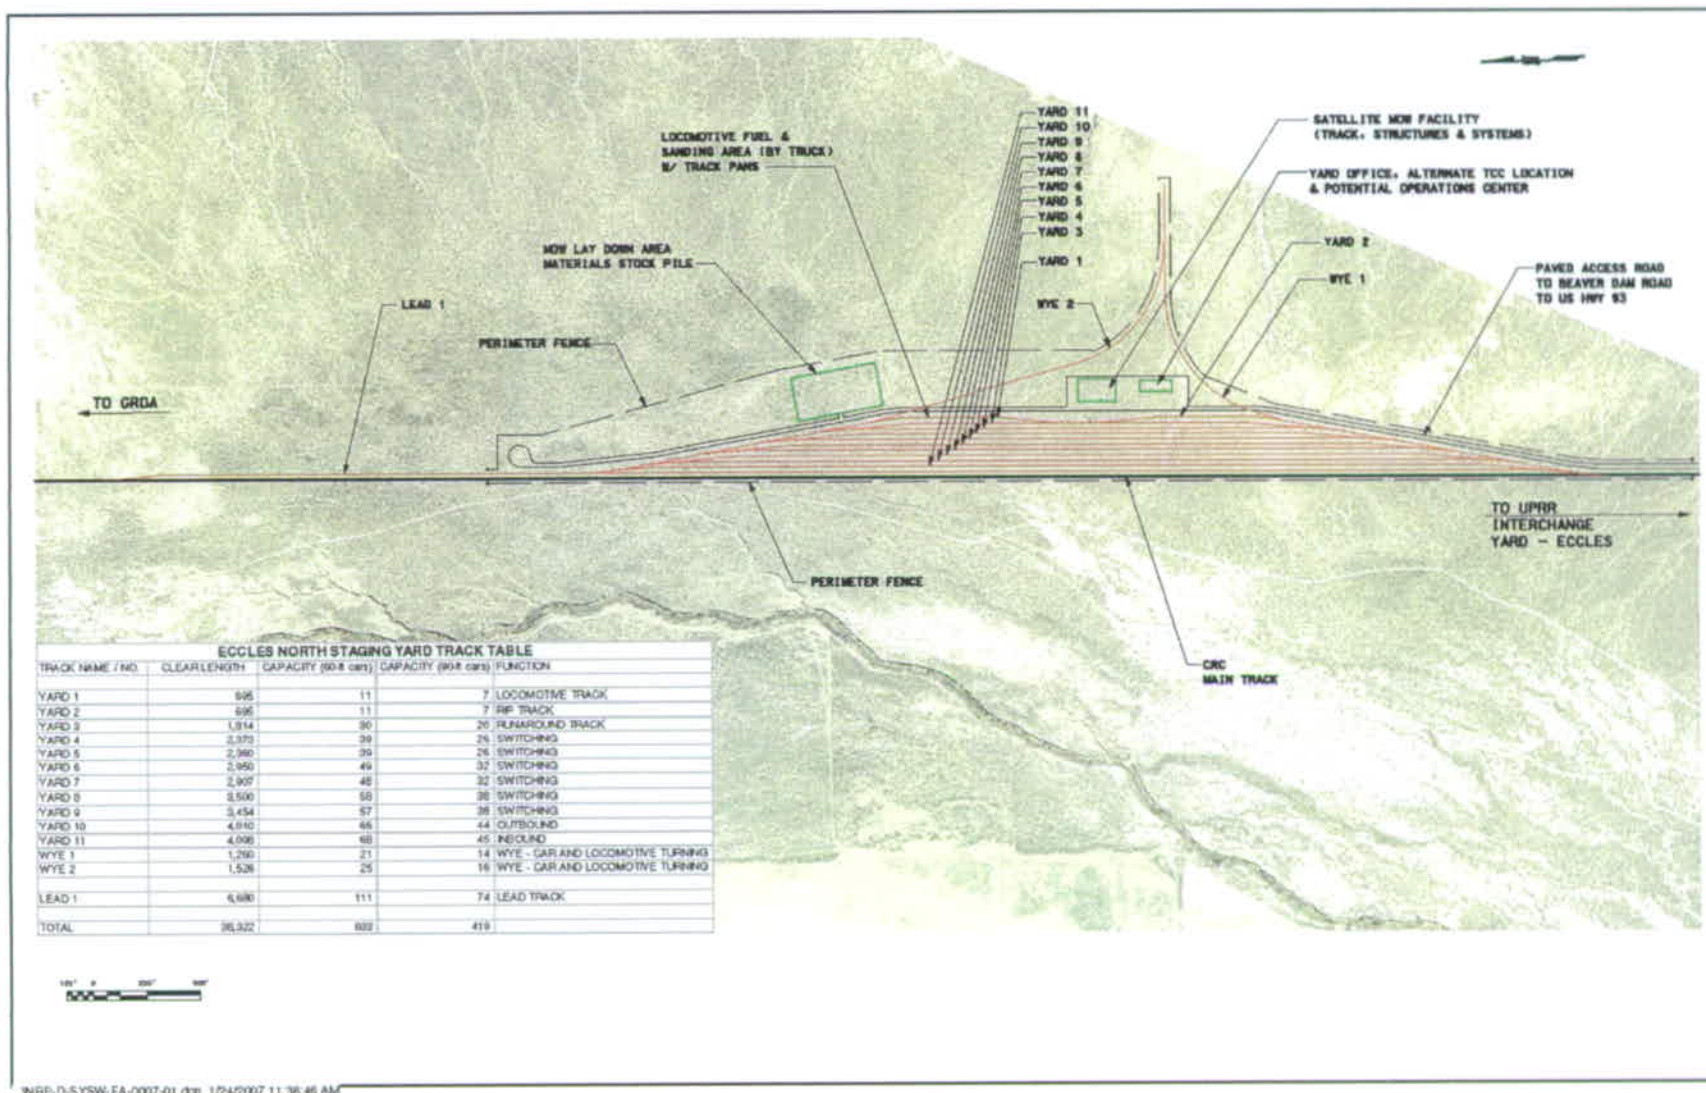 YARD 11
YARD 10
YARD 9
YARD 8
YARD 7
YARD 6
YARD 5
YARD 4
YARD 3
YARD 1
LOCOMOTIVE FUEL &
SANDING AREA (BY TRUCK)
W/ TRACK PANS
SATELLITE MOW FACILITY
(TRACK, STRUCTURES & SYSTEMS)
YARD OFFICE, ALTERNATE TCC LOCATION
& POTENTIAL OPERATIONS CENTER
MOW LAY DOWN AREA
MATERIALS STOCK PILE
YARD 2
WYE 1
WYE 2
PAVED ACCESS ROAD
TO BEAVER DAM ROAD
TO US HWY 93
LEAD 1
PERIMETER FENCE
TO GROA
TO UPRR
INTERCHANGE
YARD - ECCLES
PERIMETER FENCE
CRC
MAIN TRACK
ECCLES NORTH STAGING YARD TRACK TABLE
TRACK NAME / NO. CLEAR LENGTH CAPACITY (60-ft cars) CAPACITY (90-ft cars) FUNCTION
YARD 1 695 11 7 LOCOMOTIVE TRACK
YARD 2 695 11 7 RIP TRACK
YARD 3 1,814 30 20 RUNAROUND TRACK
YARD 4 2,373 39 26 SWITCHING
YARD 5 2,360 39 26 SWITCHING
YARD 6 2,950 49 32 SWITCHING
YARD 7 2,907 48 32 SWITCHING
YARD 8 3,500 58 38 SWITCHING
YARD 9 3,454 57 38 SWITCHING
YARD 10 4,010 66 44 OUTBOUND
YARD 11 4,098 68 45 INBOUND
WYE 1 1,260 21 14 WYE - CAR AND LOCOMOTIVE TURNING
WYE 2 1,526 25 16 WYE - CAR AND LOCOMOTIVE TURNING
LEAD 1 6,680 111 74 LEAD TRACK
TOTAL 38,322 419
0
1/24/2007 11:36:46 AM